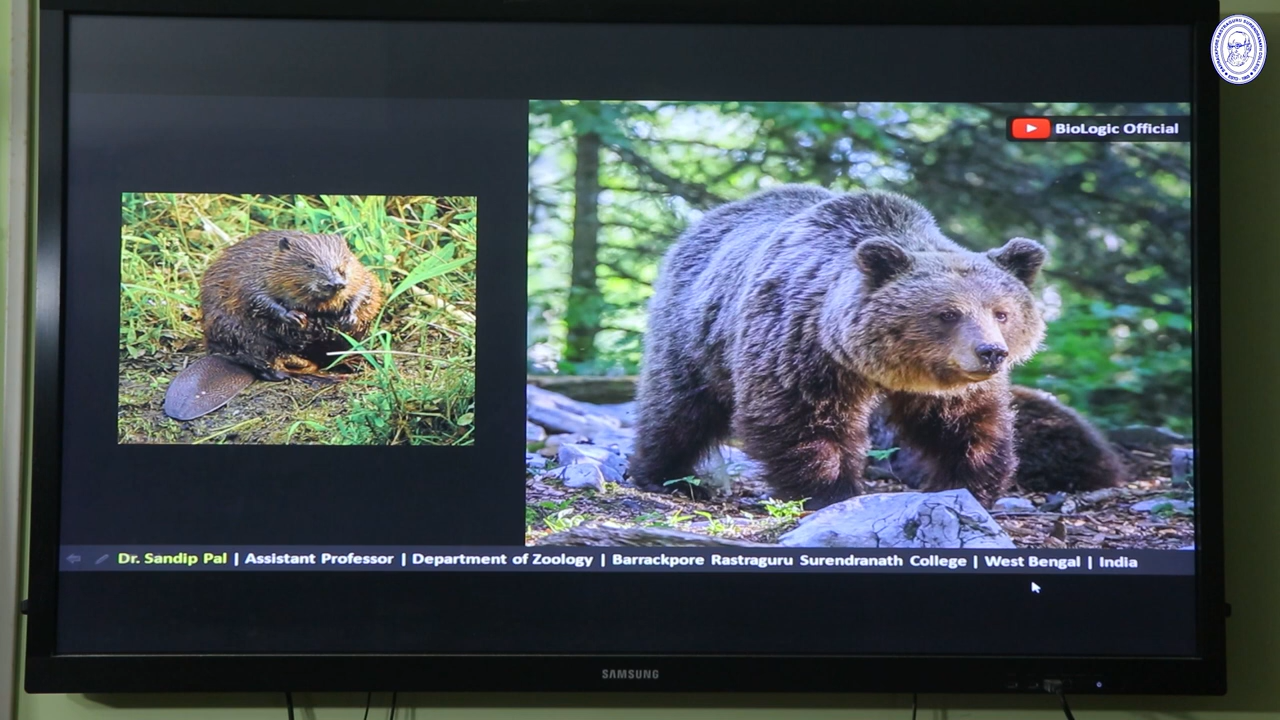 BioLogic Official
Dr. Sandip Pal | Assistant Professor | Department of Zoology | Barrackpore Rastraguru Surendranath College | West Bengal | India
SAMSUNG